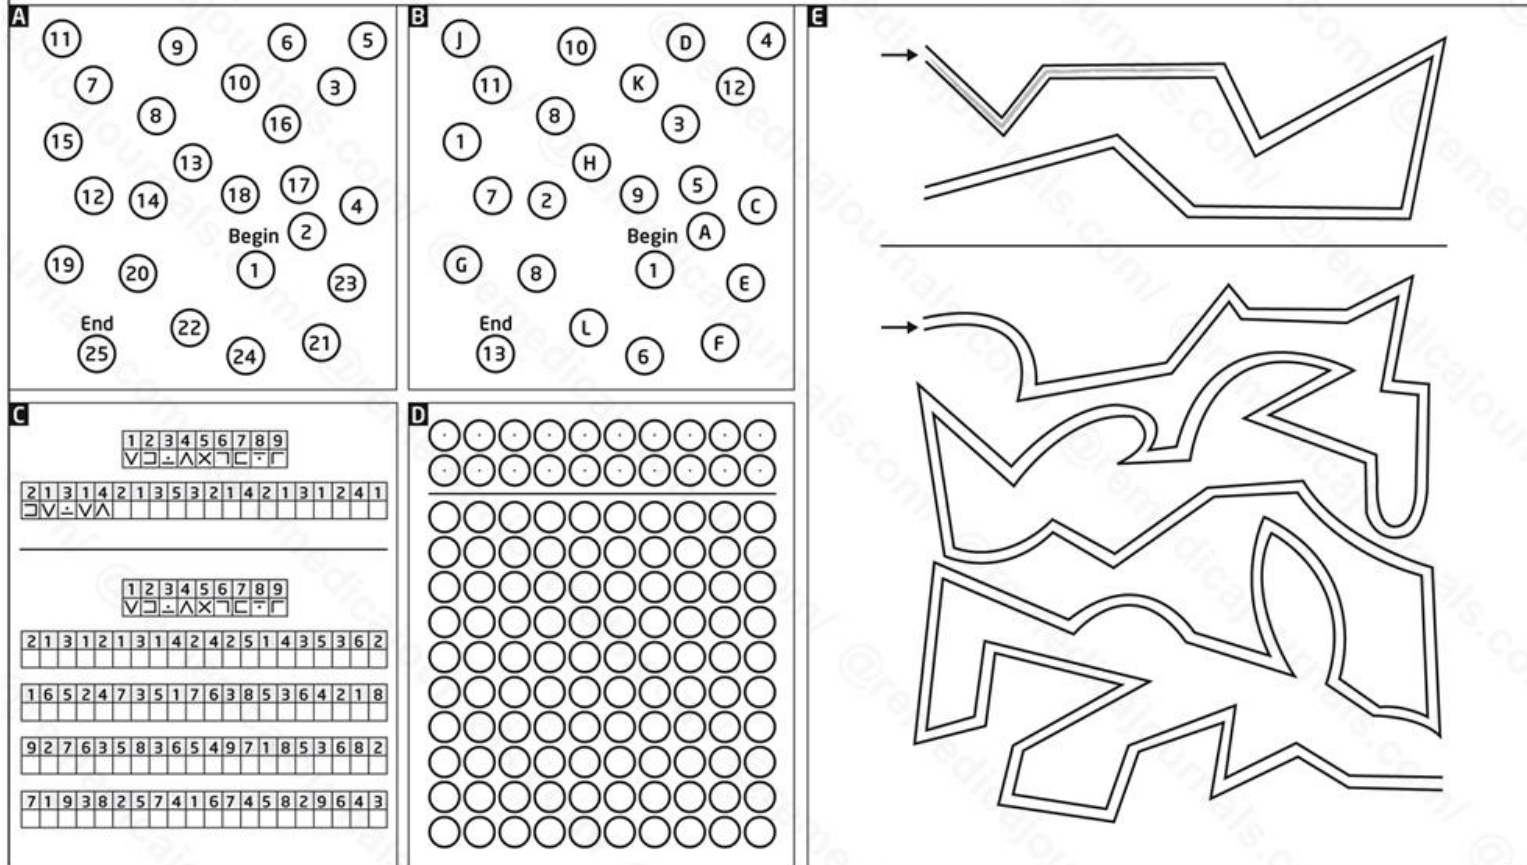 A
11 9 6 5
7 10 3
8 16
15
13
12 14 18 17 4
Begin 2
19 20 1 23
End 22 21
25 24
B
J 10 D 4
11 K 12
8 3
1
H
7 2 9 5 C
Begin A
G 8 1 E
End L F
13 6
C
1 2 3 4 5 6 7 8 9
2 1 3 1 4 2 1 3 5 3 2 1 4 2 1 3 1 2 4 1
1 2 3 4 5 6 7 8 9
2 1 3 1 2 1 3 1 4 2 4 2 5 1 4 3 5 3 6 2
1 6 5 2 4 7 3 5 1 7 6 3 8 5 3 6 4 2 1 8
9 2 7 6 3 5 8 3 6 5 4 9 7 1 8 5 3 6 8 2
7 1 9 3 8 2 5 7 4 1 6 7 4 5 8 2 9 6 4 3
D
E